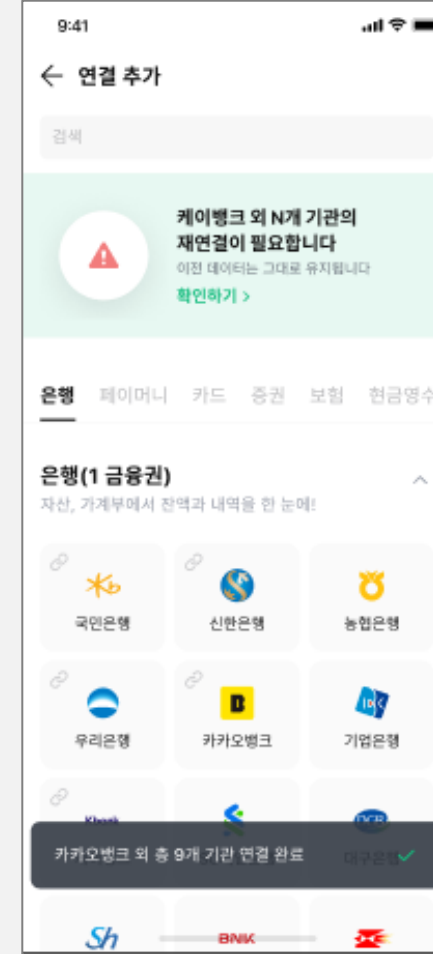 9:41
연결 추가
검색
케이뱅크 외 N개 기관의
재연결이 필요합니다
이전 데이터는 그대로 유지됩니다
확인하기 >
은행 페이머니 카드 증권 보험 현금영수
은행(1 금융권)
자산, 가계부에서 잔액과 내역을 한 눈에!
국민은행 신한은행 농협은행
우리은행 카카오뱅크 기업은행
카카오뱅크 외 총 9개 기관 연결 완료
대구은행
Sh
BNK